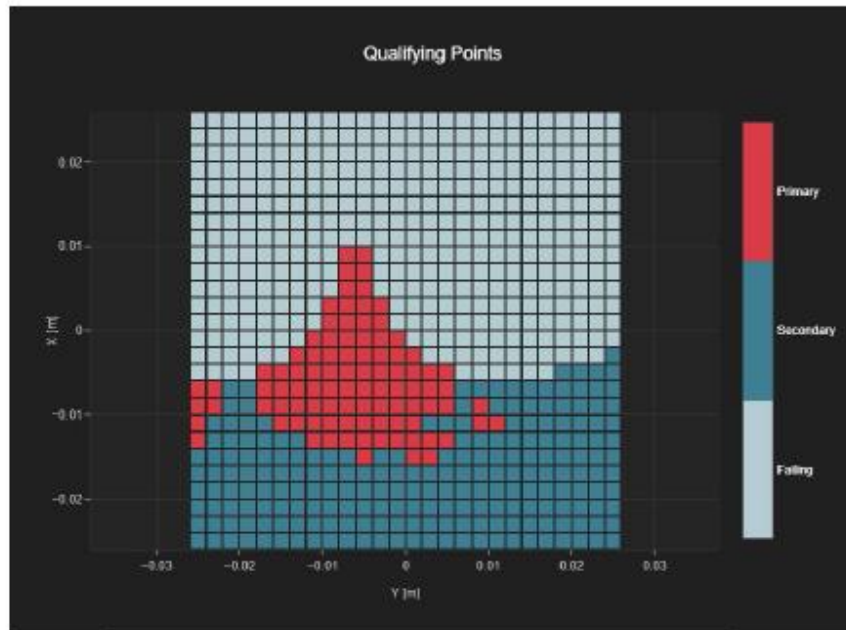 Qualifying Points
0.02
0.01
0
−0.01
−0.02
X [m]
−0.03
−0.02
−0.01
0
0.01
0.02
0.03
Y [m]
Primary
Secondary
Failing